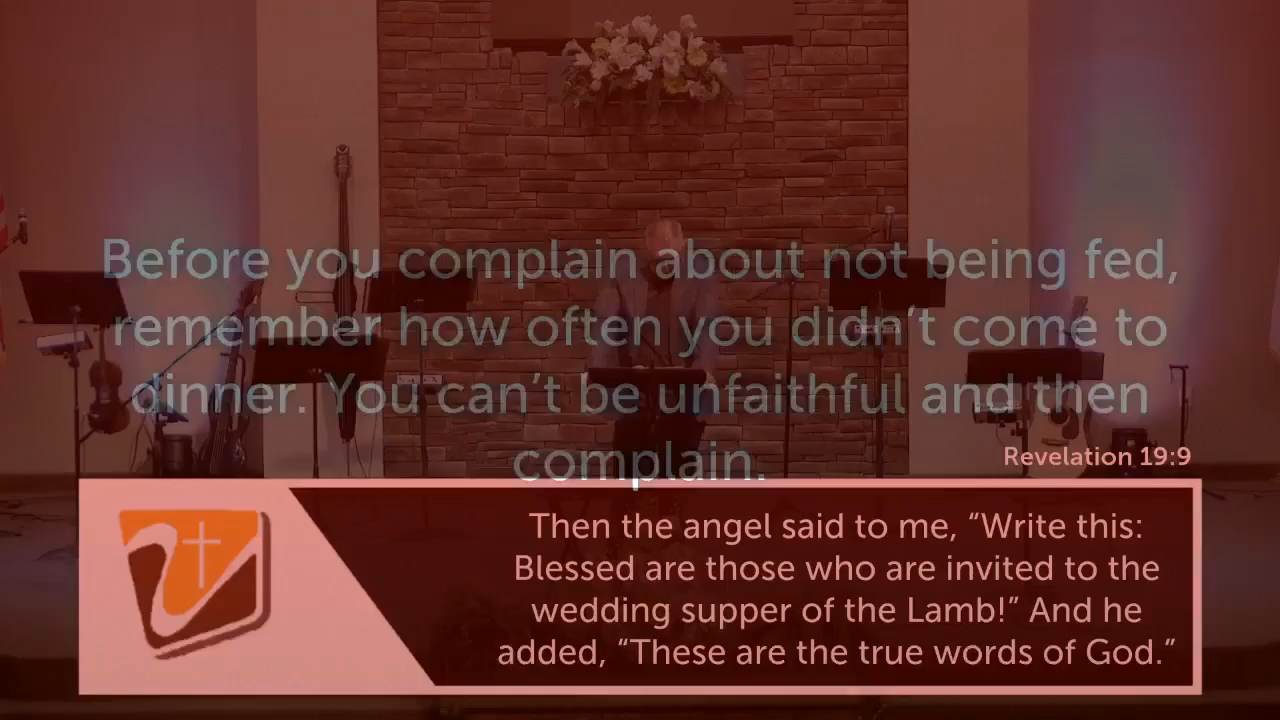 Before you complain about not being fed,
remember how often you didn’t come to
dinner. You can’t be unfaithful and then
complain.
Revelation 19:9
Then the angel said to me, “Write this:
Blessed are those who are invited to the
wedding supper of the Lamb!” And he
added, “These are the true words of God.”